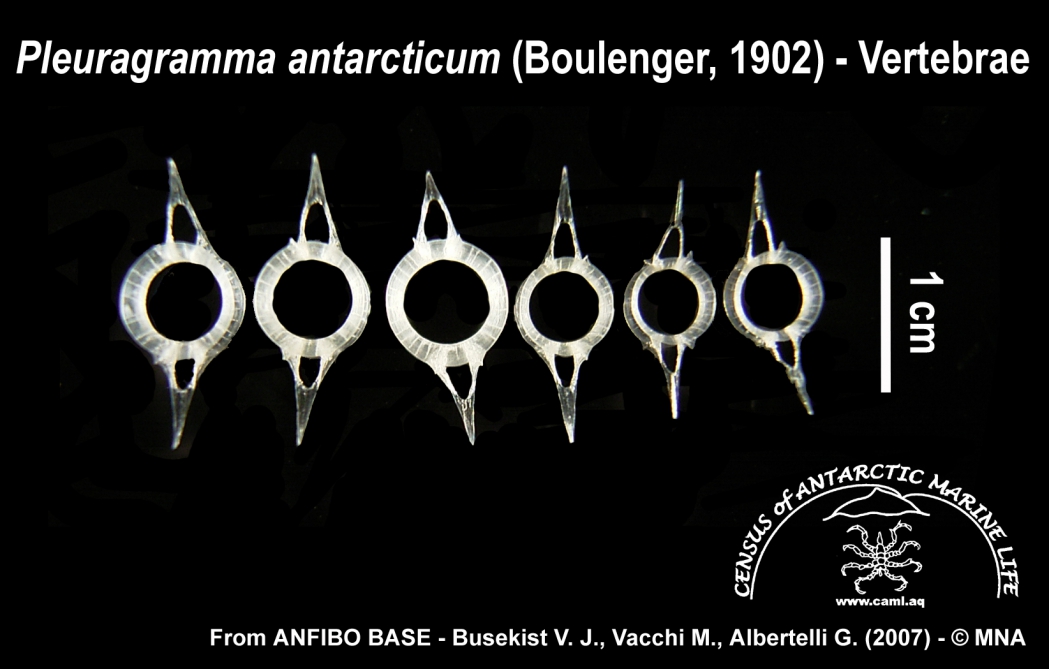 Pleuragramma antarcticum (Boulenger, 1902) - Vertebrae
1 cm
CENSUS of ANTARCTIC MARINE LIFE
www.caml.aq
From ANFIBO BASE - Busekist V. J., Vacchi M., Albertelli G. (2007) - © MNA